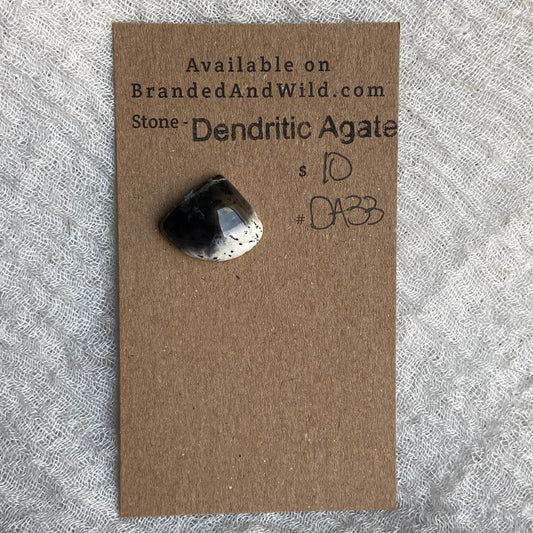 Available on
BrandedAndWild.com
Stone- Dendritic Agate
$ 10
# DA33